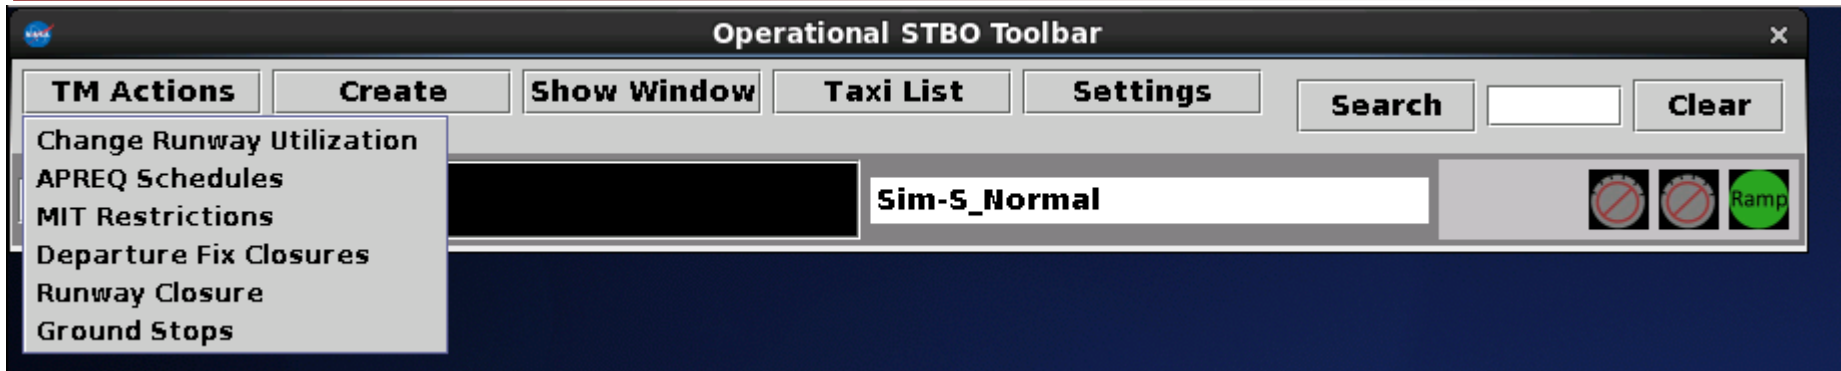 Operational STBO Toolbar
TM Actions Create Show Window Taxi List Settings Search Clear
Change Runway Utilization
APREQ Schedules
MIT Restrictions
Departure Fix Closures
Runway Closure
Ground Stops
Sim-S_Normal
Ramp